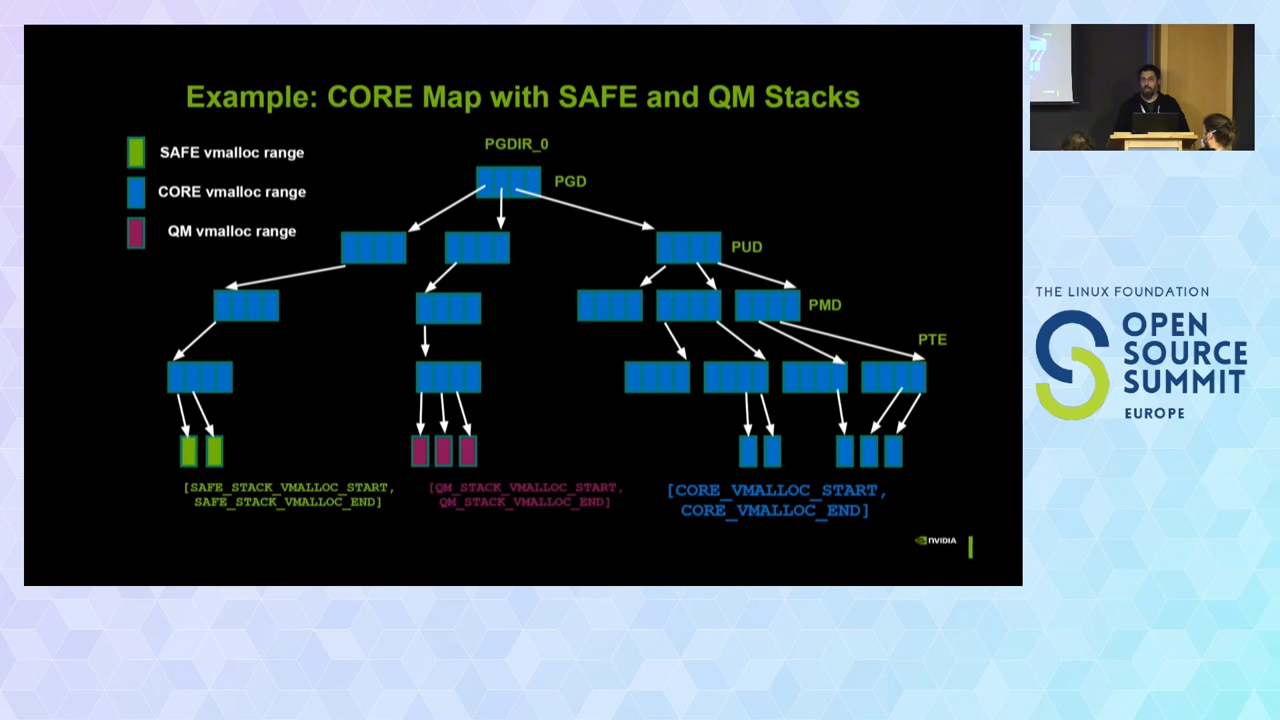 Example: CORE Map with SAFE and QM Stacks
SAFE vmalloc range
CORE vmalloc range
QM vmalloc range
PGDIR_0
PGD
PUD
PMD
PTE
[SAFE_STACK_VMALLOC_START,
SAFE_STACK_VMALLOC_END]
[QM_STACK_VMALLOC_START,
QM_STACK_VMALLOC_END]
[CORE_VMALLOC_START,
CORE_VMALLOC_END]
NVIDIA
THE LINUX FOUNDATION
OPEN
SOURCE
SUMMIT
EUROPE